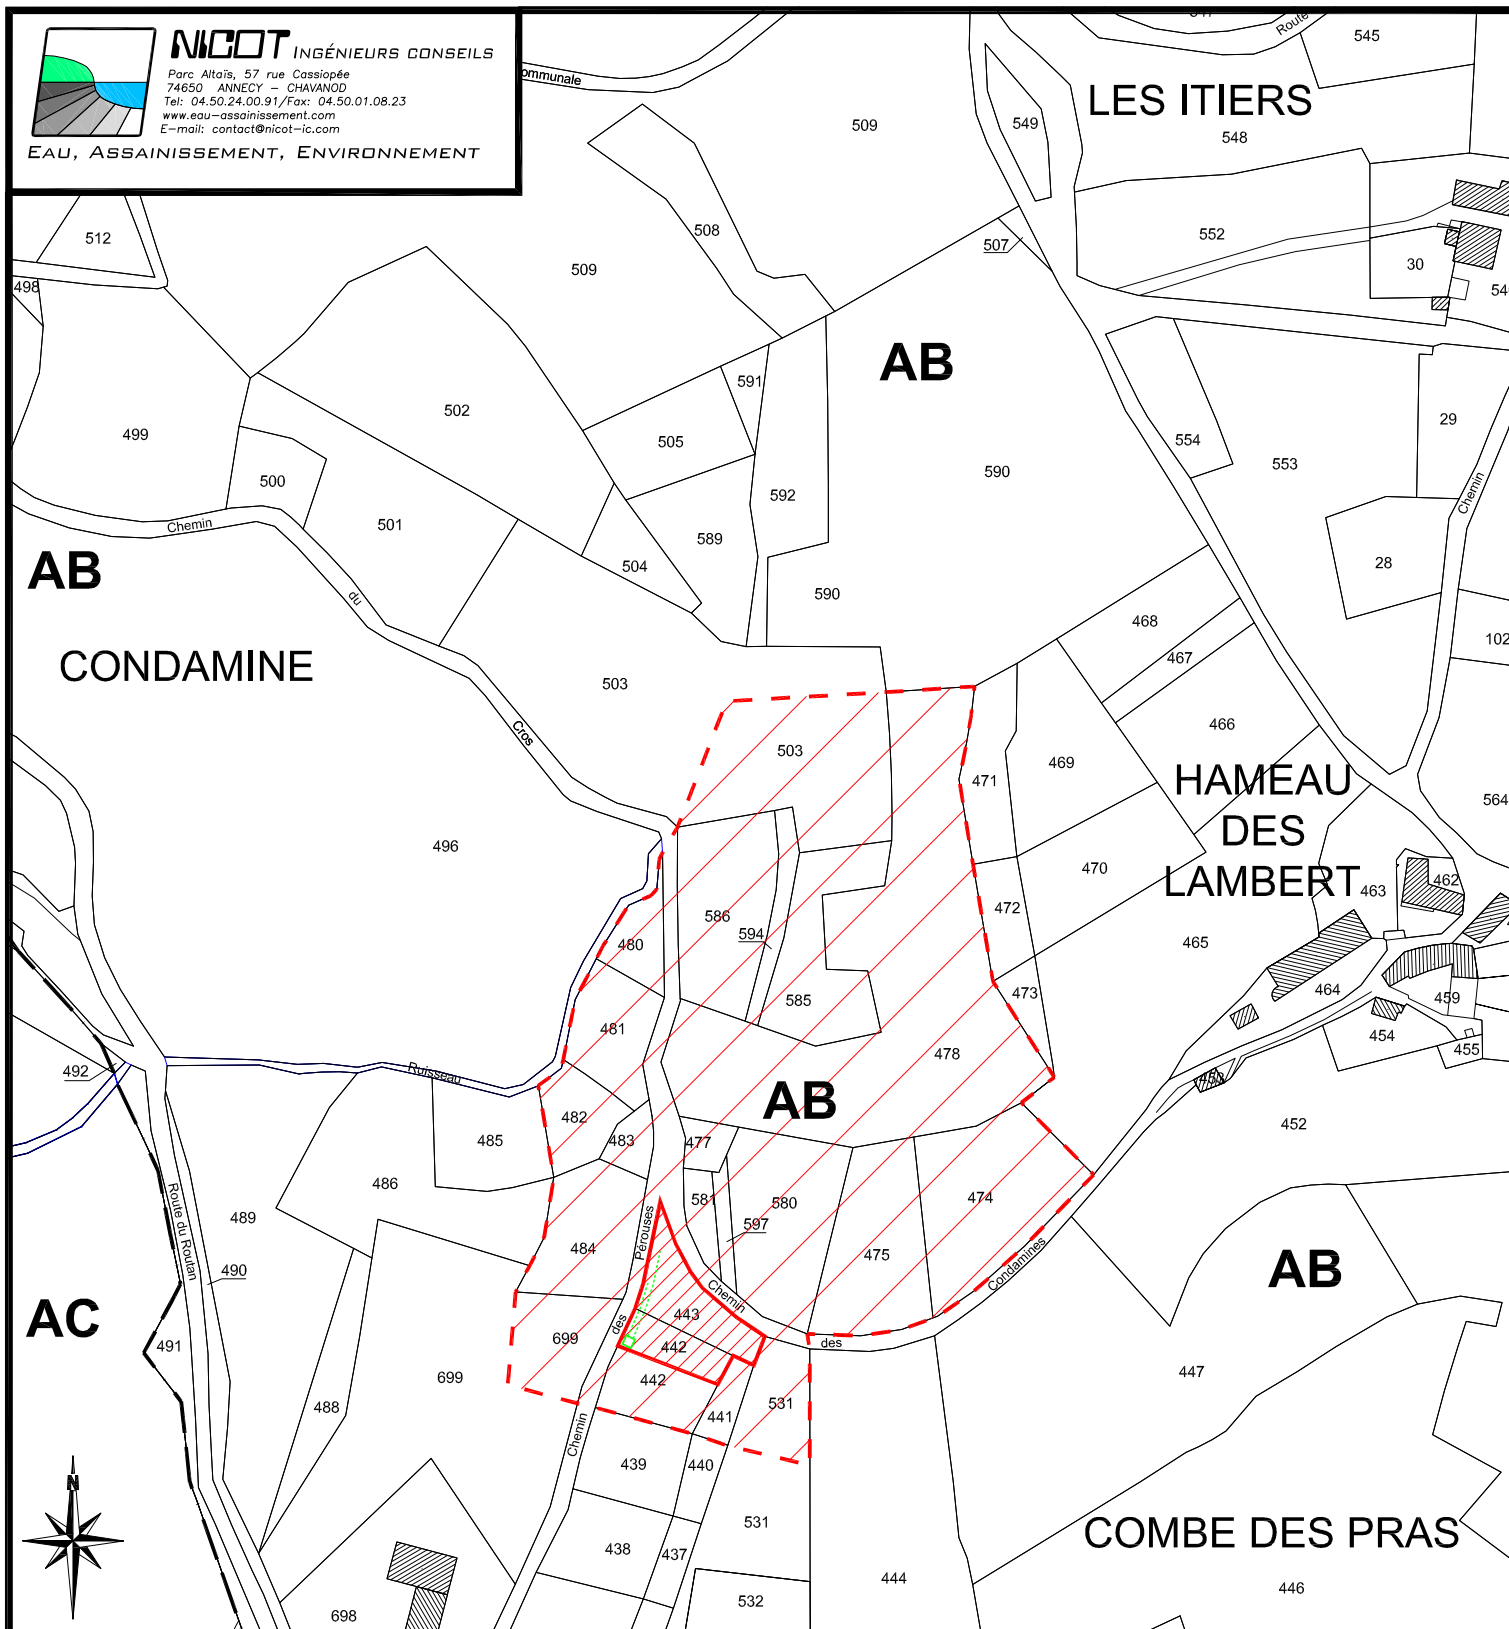 NICOT INGÉNIEURS CONSEILS
Parc Altaïs, 57 rue Cassiopée
74650 ANNECY – CHAVANOD
Tel: 04.50.24.00.91/Fax: 04.50.01.08.23
www.eau-assainissement.com
E-mail: contact@nicot-ic.com
EAU, ASSAINISSEMENT, ENVIRONNEMENT
ommunale
Route
545
LES ITIERS
549
509
548
512
508
507
552
509
30
498
AB
591
502
29
499
505
554
553
500
590
592
Chemin
501
Chemin
589
28
504
AB
du
590
468
102
CONDAMINE
467
503
466
Cros
503
471
469
HAMEAU
DES
LAMBERT
564
496
470
463
462
586
472
594
480
465
473
585
464
459
481
454
478
455
492
Ruisseau
453
AB
482
452
485
483
477
486
581
580
474
Route du Routan
489
Pérouses
597
484
475
Condamines
AB
490
Chemin
443
AC
des
699
442
des
491
699
442
447
488
441
531
Chemin
439
440
N
531
COMBE DES PRAS
438
437
444
446
532
698